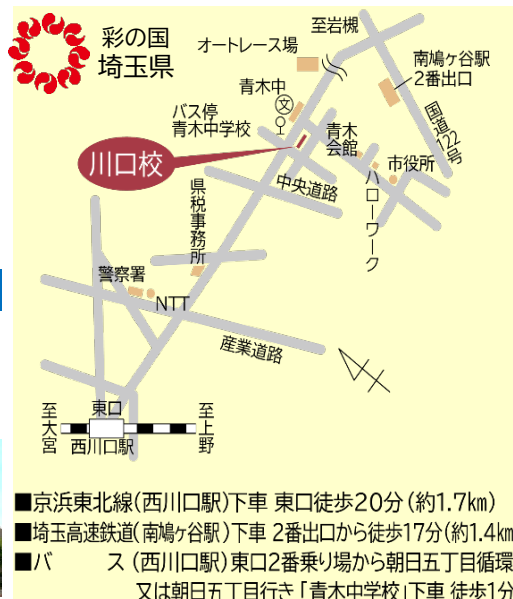 彩の国
埼玉県
至岩槻
オートレース場
南鳩ヶ谷駅
2番出口
青木中
文
国道122号
バス停
青木中学校
青木
会館
市役所
川口校
中央道路
ハローワーク
県税事務所
警察署
NTT
産業道路
至大宮
東口
至上野
西川口駅
■京浜東北線(西川口駅)下車 東口徒歩20分(約1.7km)
■埼玉高速鉄道(南鳩ヶ谷駅)下車 2番出口から徒歩17分(約1.4km
■バ　　ス(西川口駅)東口2番乗り場から朝日五丁目循環
又は朝日五丁目行き「青木中学校」下車 徒歩1分